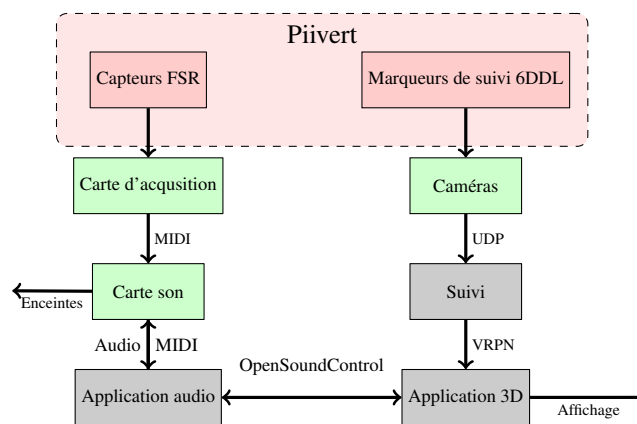 Piivert
Capteurs FSR
Marqueurs de suivi 6DDL
Carte d'acqusition
Caméras
MIDI
UDP
Enceintes
Carte son
Suivi
Audio
MIDI
VRPN
OpenSoundControl
Application audio
Application 3D
Affichage